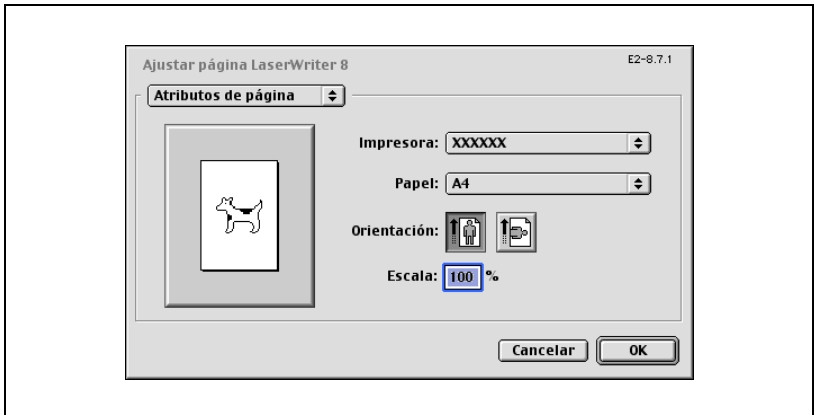 Ajustar página LaserWriter 8
E2-8.7.1
Atributos de página
Impresora: XXXXXX
Papel: A4
Orientación:
Escala: 100 %
Cancelar
OK